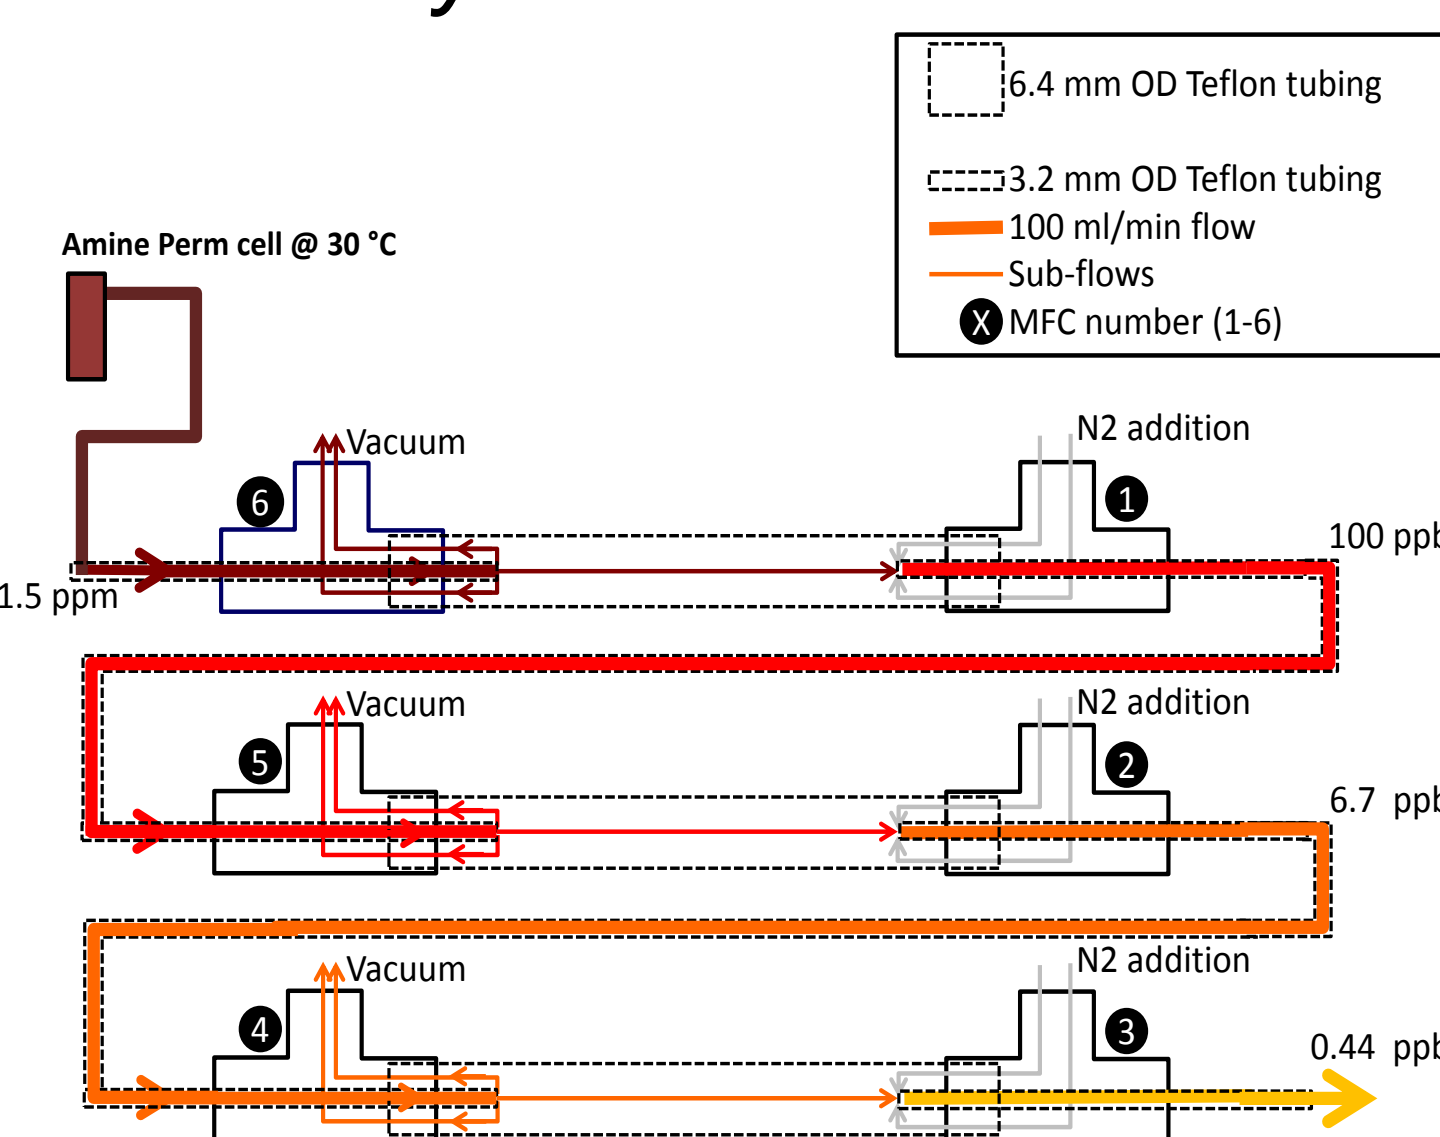 6.4 mm OD Teflon tubing
3.2 mm OD Teflon tubing
100 ml/min flow
Sub-flows
X MFC number (1-6)
Amine Perm cell @ 30 °C
Vacuum
N2 addition
6
1
100 ppb
1.5 ppm
Vacuum
N2 addition
5
2
6.7 ppb
Vacuum
N2 addition
4
3
0.44 ppb